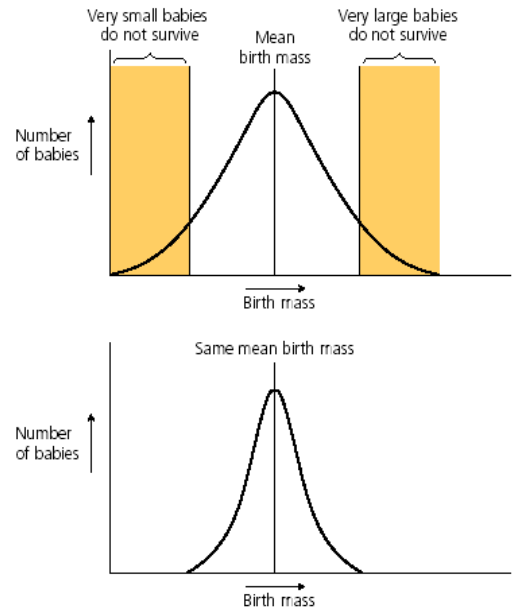 Very small babies
do not survive
Very large babies
do not survive
Mean
birth mass
Number
of babies
Birth mass
Same mean birth mass
Number
of babies
Birth mass